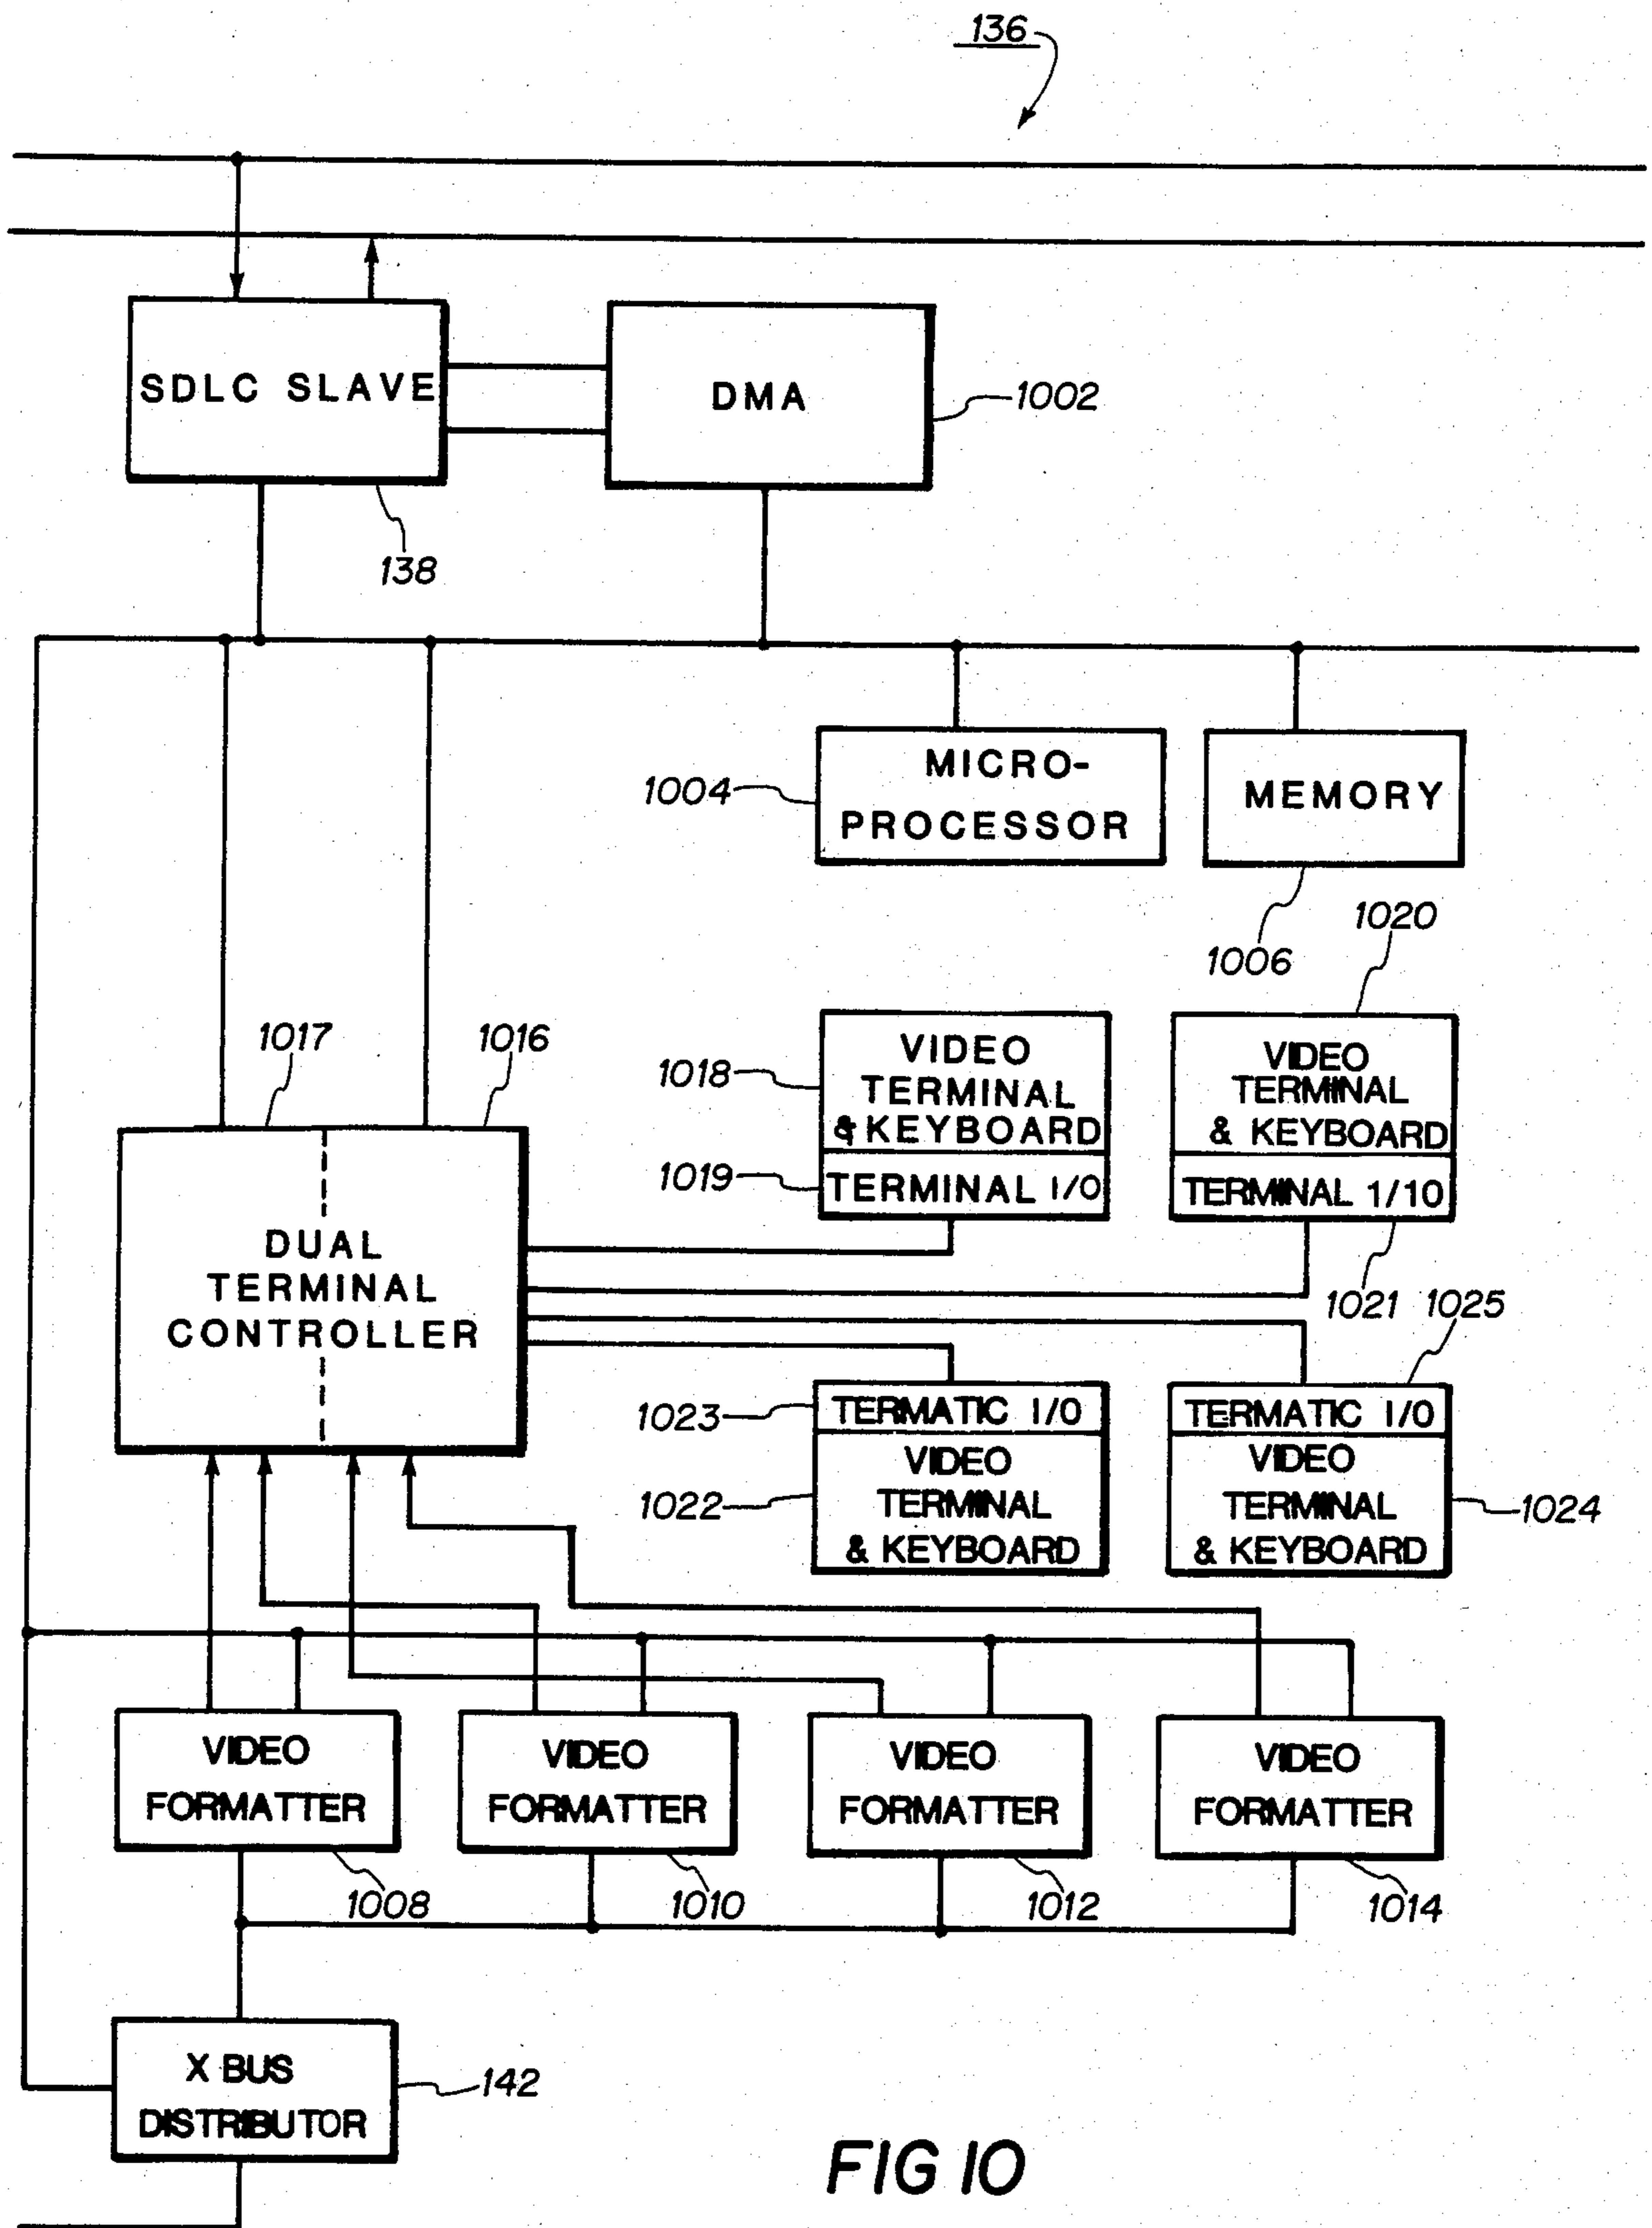 136
SDLC SLAVE
DMA
1002
138
MICRO-
PROCESSOR
1004
MEMORY
1006
1020
1017
1016
VIDEO
TERMINAL
& KEYBOARD
1018
TERMINAL I/O
1019
VIDEO
TERMINAL
& KEYBOARD
TERMINAL 1/10
1021
1025
DUAL
TERMINAL
CONTROLLER
1023
TERMATIC I/O
VIDEO
TERMINAL
& KEYBOARD
1022
TERMATIC I/O
VIDEO
TERMINAL
& KEYBOARD
1024
VIDEO
FORMATTER
1008
VIDEO
FORMATTER
1010
VIDEO
FORMATTER
1012
VIDEO
FORMATTER
1014
X BUS
DISTRIBUTOR
142
FIG 10